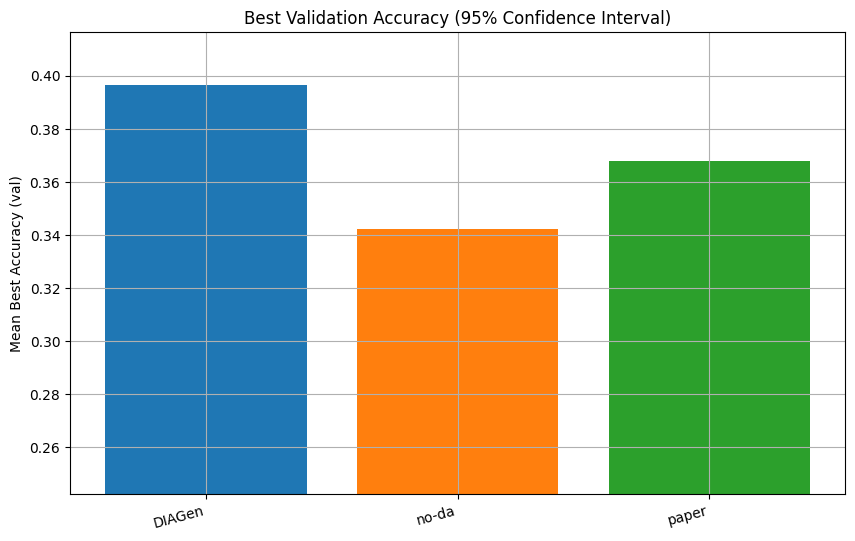 Best Validation Accuracy (95% Confidence Interval)
Mean Best Accuracy (val)
0.40
0.38
0.36
0.34
0.32
0.30
0.28
0.26
DIAGen
no-da
paper